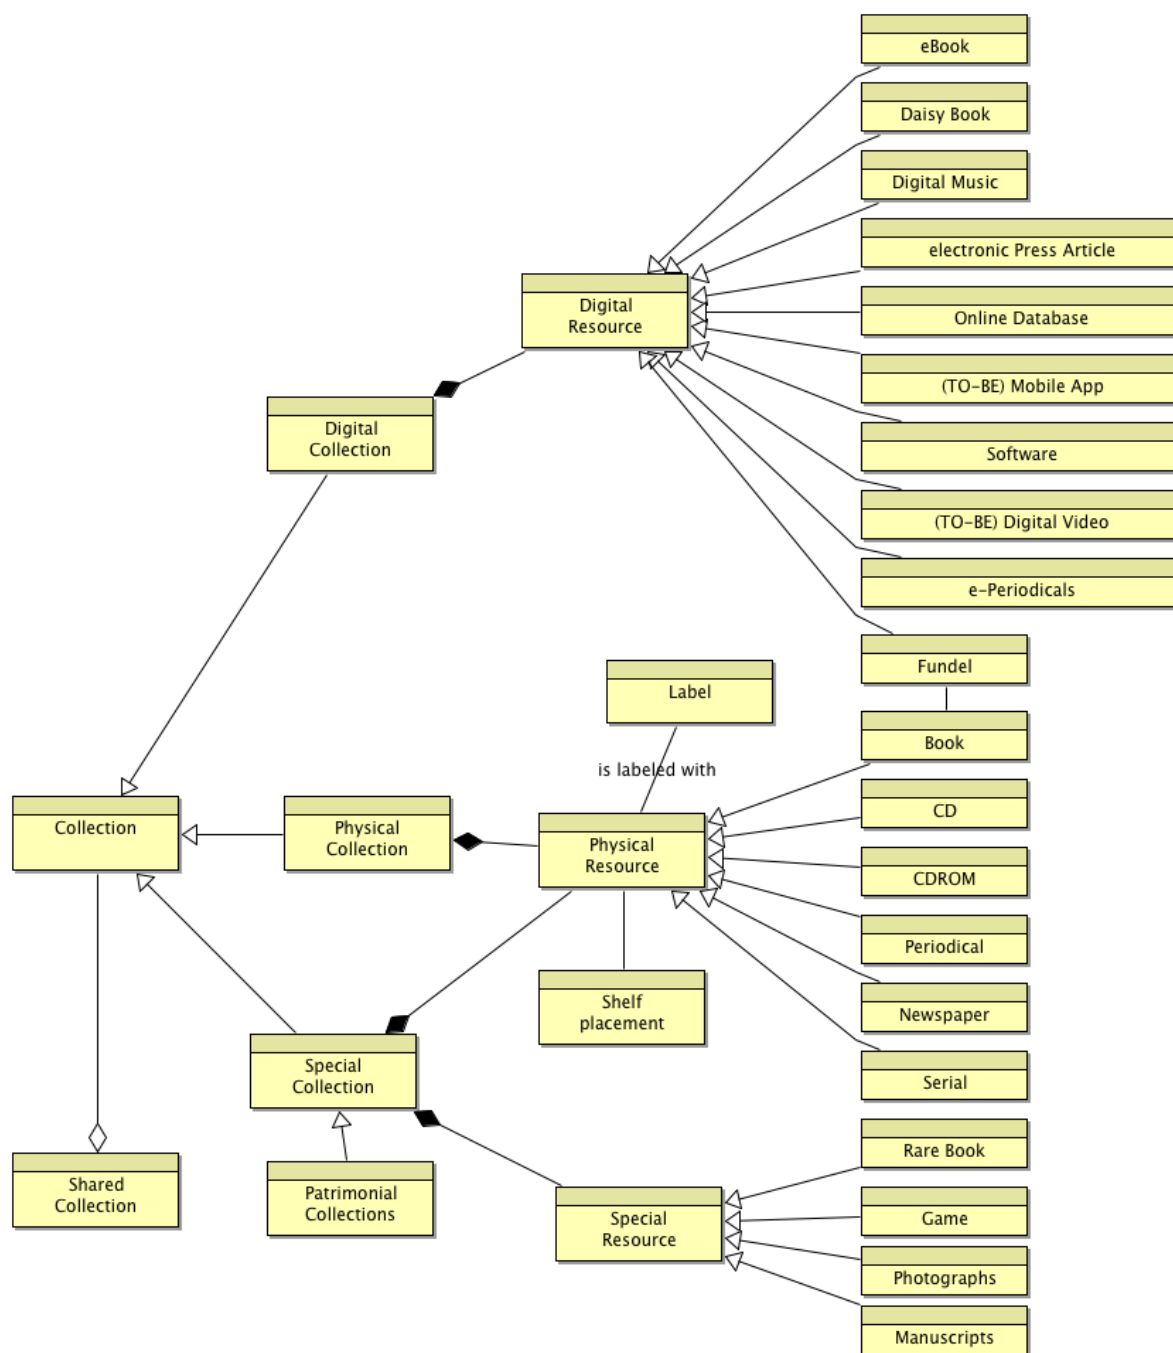 eBook
Daisy Book
Digital Music
electronic Press Article
Digital
Resource
Online Database
(TO-BE) Mobile App
Digital
Collection
Software
(TO-BE) Digital Video
e-Periodicals
Fundel
Label
Book
is labeled with
Collection
Physical
Collection
Physical
Resource
CD
CDROM
Periodical
Shelf
placement
Newspaper
Special
Collection
Serial
Rare Book
Shared
Collection
Patrimonial
Collections
Special
Resource
Game
Photographs
Manuscripts